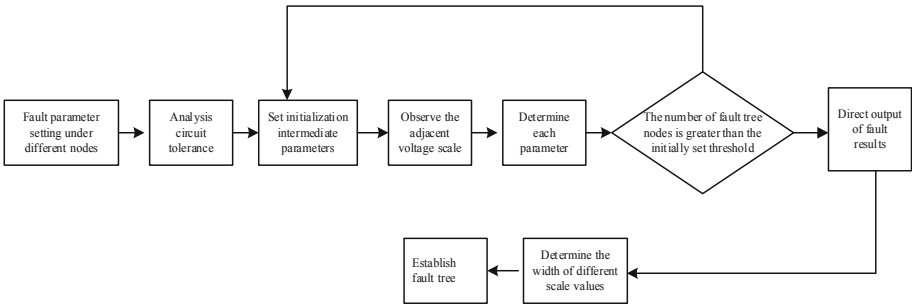 Fault parameter
setting under
different nodes
Analysis
circuit
tolerance
Set initialization
intermediate
parameters
Observe the
adjacent
voltage scale
Determine
each
parameter
The number of fault tree
nodes is greater than the
initially set threshold
Direct output
of fault
results
Determine the
width of different
scale values
Establish
fault tree